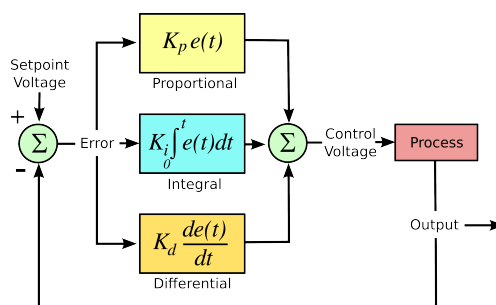 Setpoint
Voltage
+
Σ
-
Error
K_p e(t)
Proportional
K_i ∫_0^t e(t)dt
Integral
K_d de(t)/dt
Differential
Σ
Control
Voltage
Process
Output